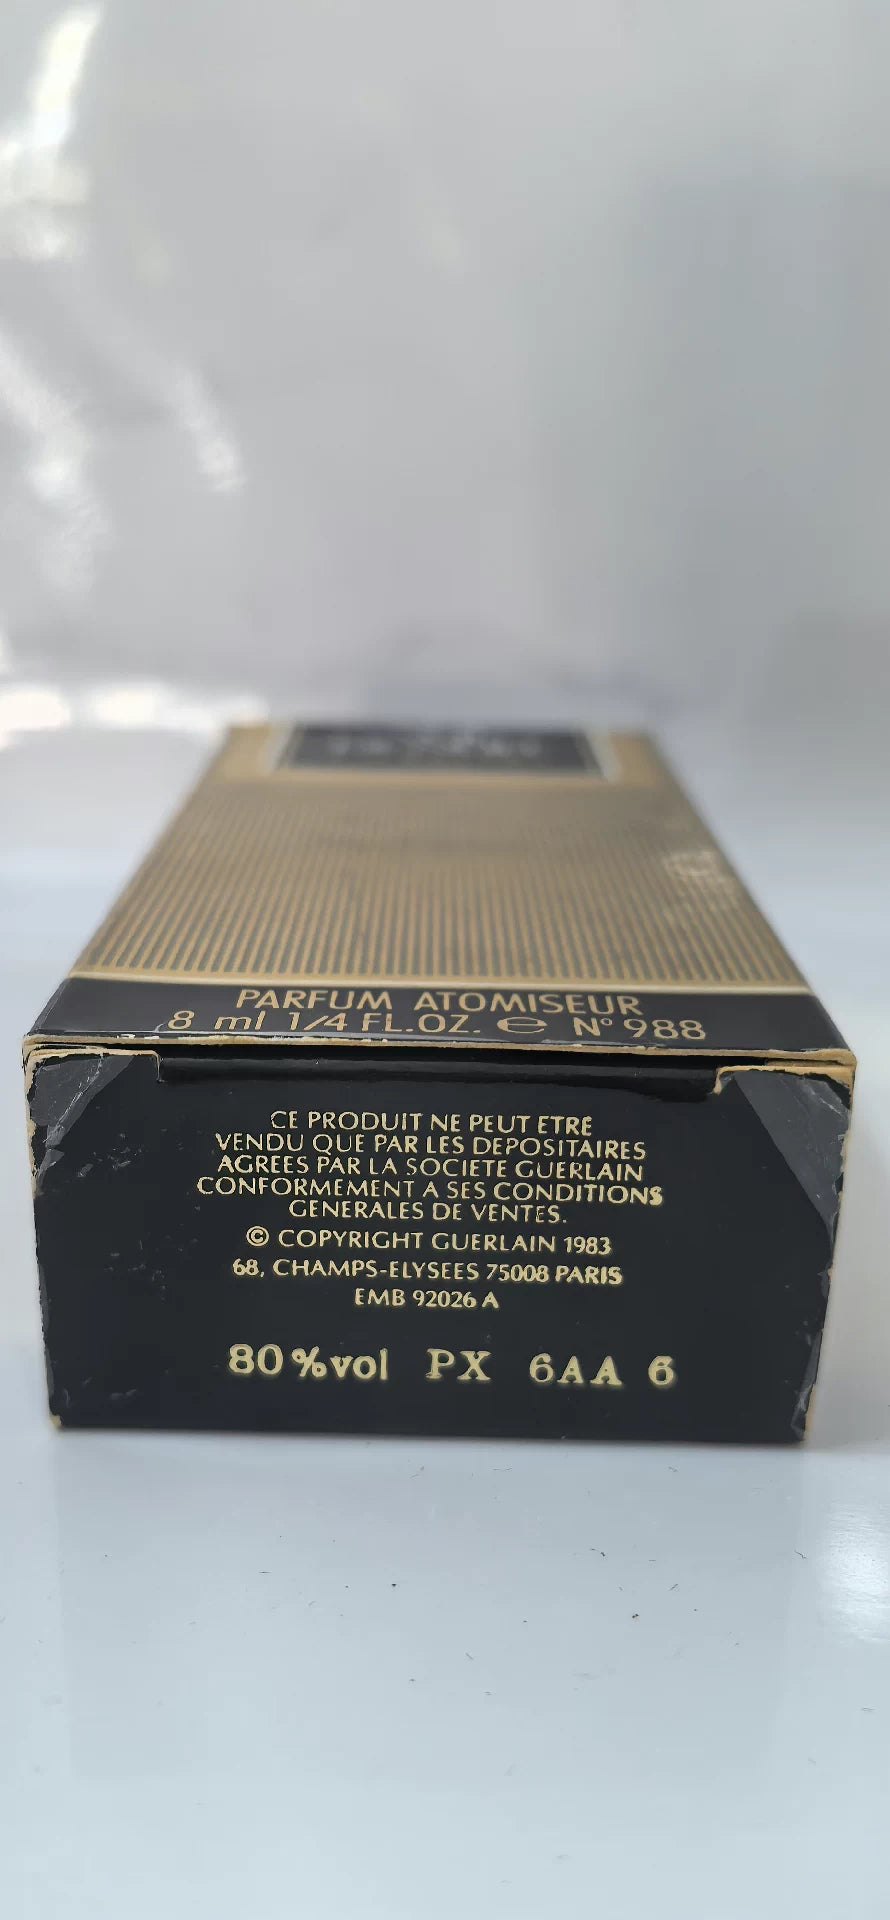 PARFUM ATOMISEUR
8 ml 1/4 FL.OZ. ℮ N° 988
CE PRODUIT NE PEUT ETRE
VENDU QUE PAR LES DEPOSITAIRES
AGREES PAR LA SOCIETE GUERLAIN
CONFORMEMENT A SES CONDITIONS
GENERALES DE VENTES.
© COPYRIGHT GUERLAIN 1983
68, CHAMPS-ELYSEES 75008 PARIS
EMB 92026 A
80%vol PX 6AA 6